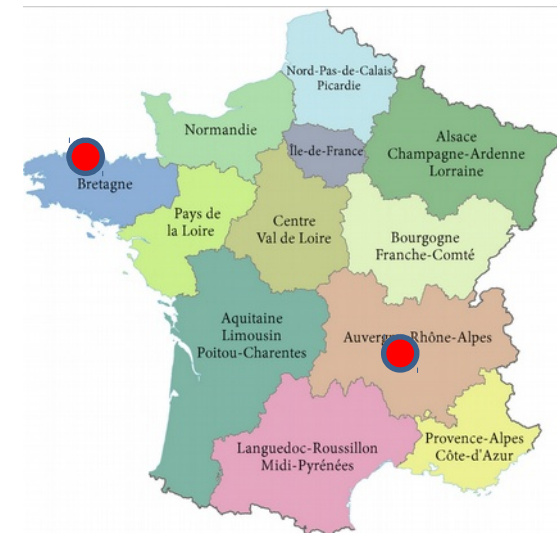 Nord-Pas-de-Calais
Picardie
Normandie
Île-de-France
Alsace
Champagne-Ardenne
Lorraine
Bretagne
Pays de
la Loire
Centre
Val de Loire
Bourgogne
Franche-Comté
Aquitaine
Limousin
Poitou-Charentes
Auvergne-Rhône-Alpes
Provence-Alpes
Côte-d'Azur
Languedoc-Roussillon
Midi-Pyrénées